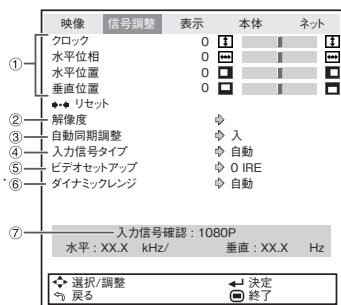 映像 信号調整 表示 本体 ネット
① クロック 0
水平位相 0
水平位置 0
垂直位置 0
リセット
② 解像度
③ 自動同期調整 入
④ 入力信号タイプ 自動
⑤ ビデオセットアップ 0 IRE
*⑥ ダイナミックレンジ 自動
⑦ 入力信号確認 : 1080P
水平 : XX.X kHz/ 垂直 : XX.X Hz
選択/調整 決定
戻る 終了